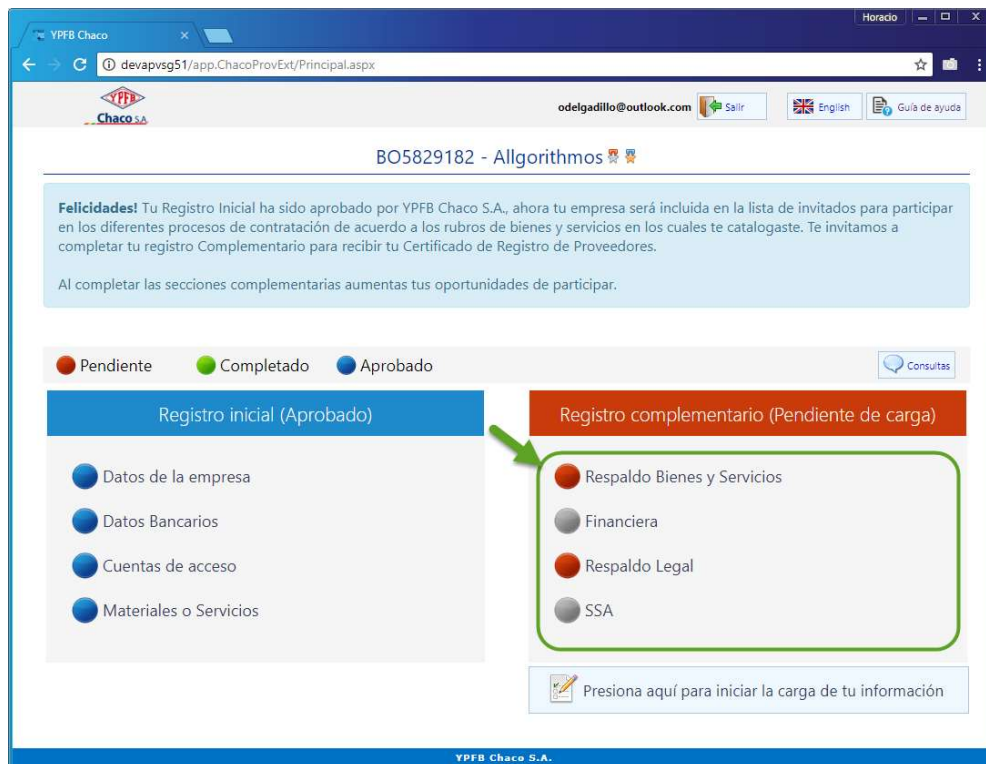 Horacio
YPFB Chaco
devapvsg51/app.ChacoProvExt/Principal.aspx
YPFB
Chaco S.A.
odelgadillo@outlook.com
Salir
English
Guía de ayuda
BO5829182 - Allgorithmos
Felicidades! Tu Registro Inicial ha sido aprobado por YPFB Chaco S.A., ahora tu empresa será incluida en la lista de invitados para participar
en los diferentes procesos de contratación de acuerdo a los rubros de bienes y servicios en los cuales te catalogaste. Te invitamos a
completar tu registro Complementario para recibir tu Certificado de Registro de Proveedores.
Al completar las secciones complementarias aumentas tus oportunidades de participar.
Pendiente
Completado
Aprobado
Consultas
Registro inicial (Aprobado)
Datos de la empresa
Datos Bancarios
Cuentas de acceso
Materiales o Servicios
Registro complementario (Pendiente de carga)
Respaldo Bienes y Servicios
Financiera
Respaldo Legal
SSA
Presiona aquí para iniciar la carga de tu información
YPFB Chaco S.A.